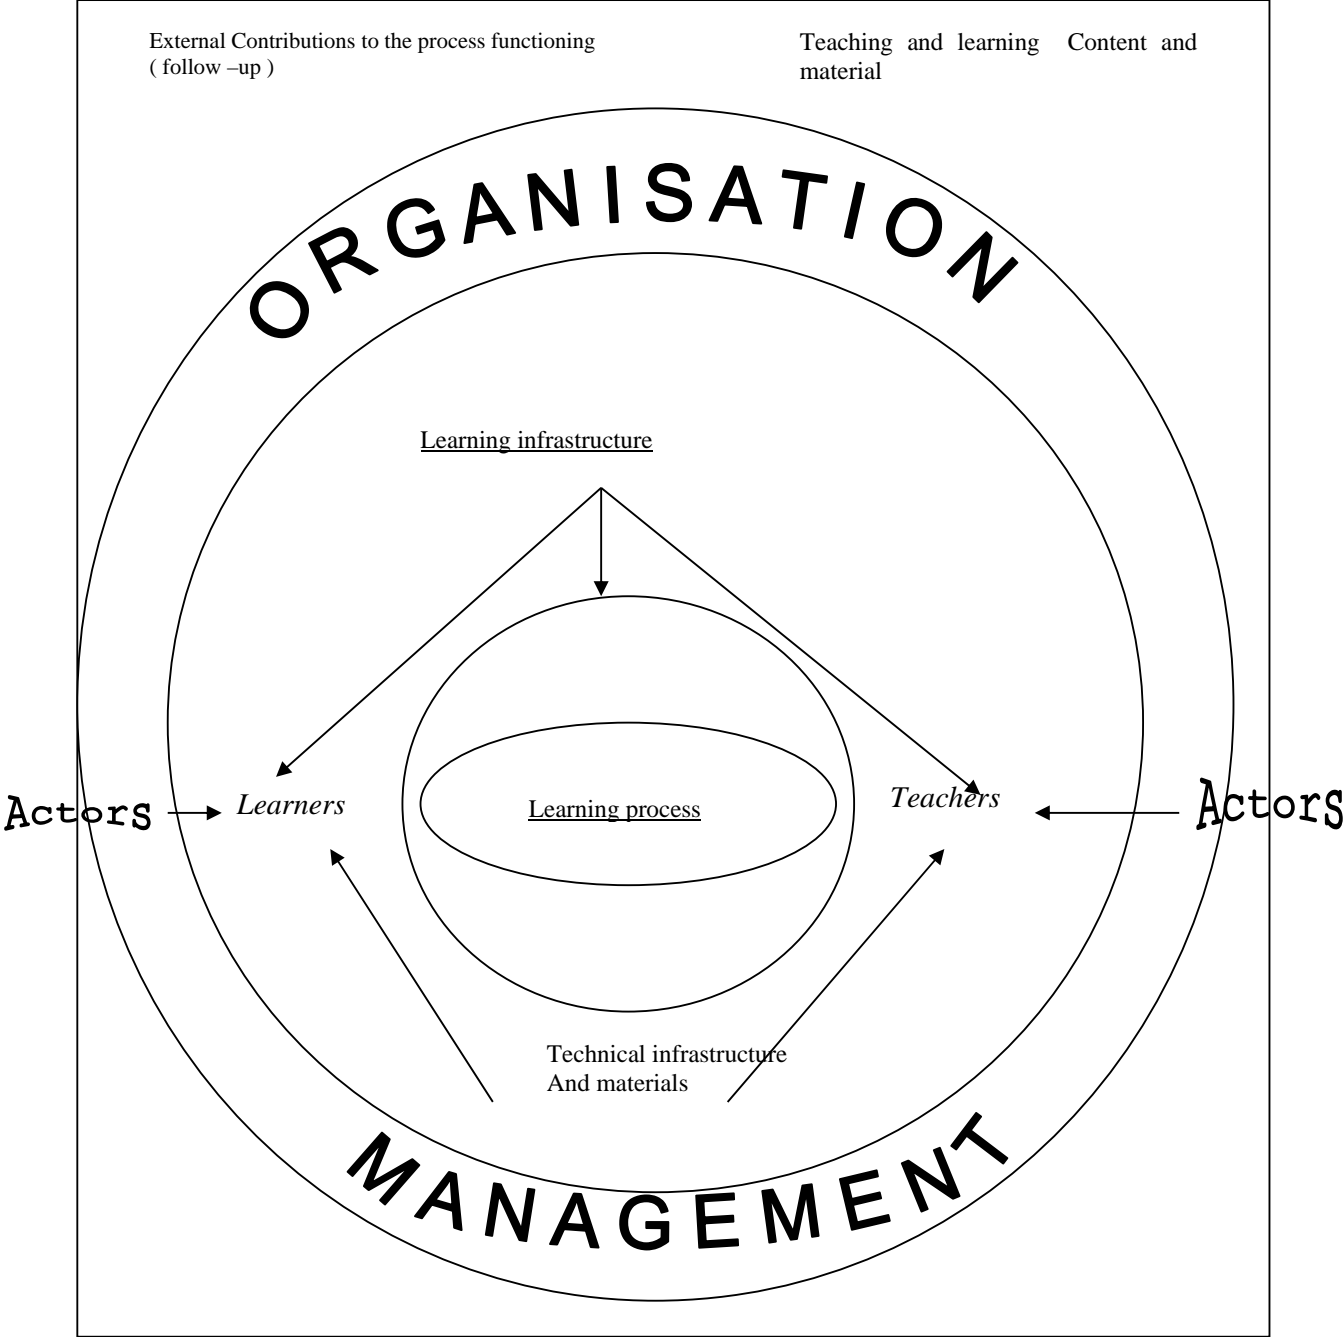 External Contributions to the process functioning
( follow –up )
Teaching and learning Content and
material
ORGANISATION
Learning infrastructure
Actors
Learners
Learning process
Teachers
Actors
Technical infrastructure
And materials
MANAGEMENT